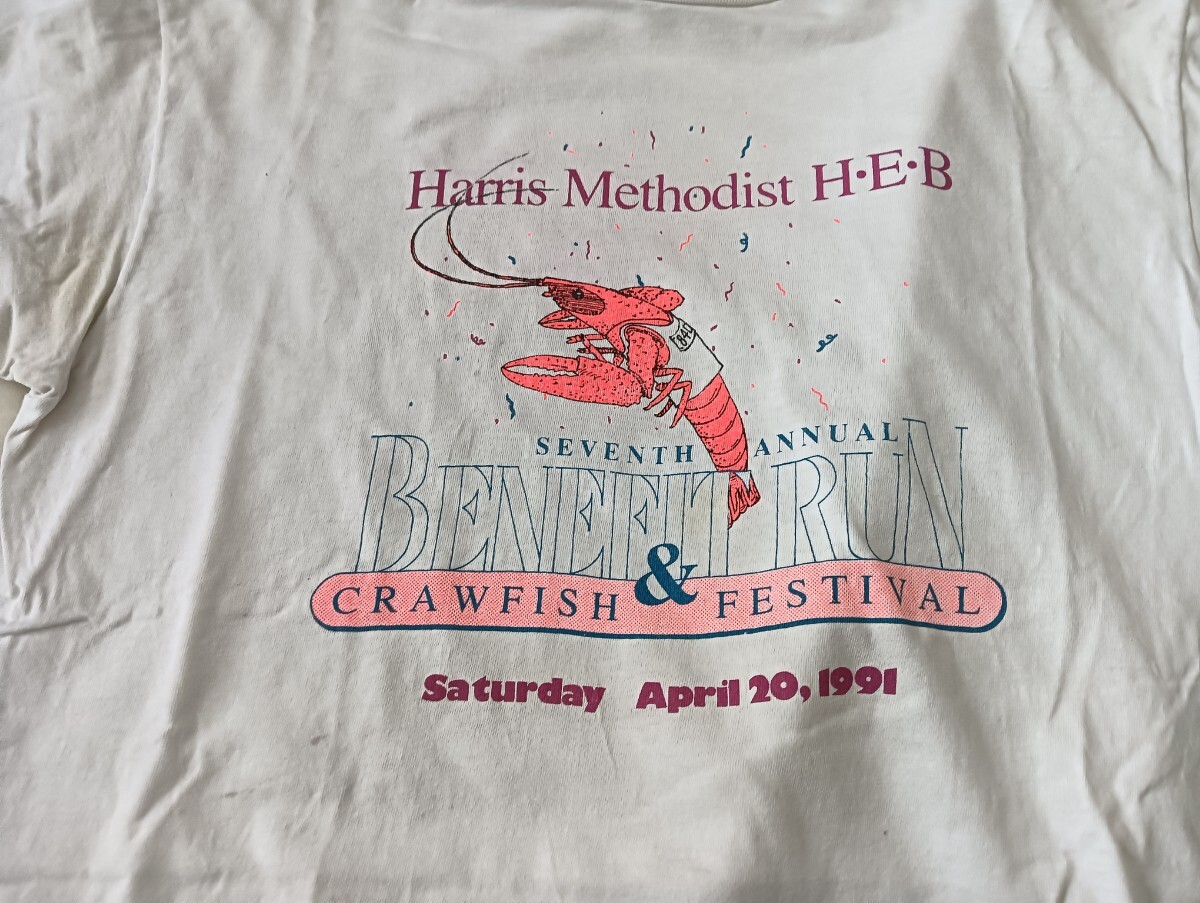 Harris Methodist H•E•B
SEVENTH ANNUAL
BENEFIT RUN
&
CRAWFISH FESTIVAL
Saturday April 20, 1991